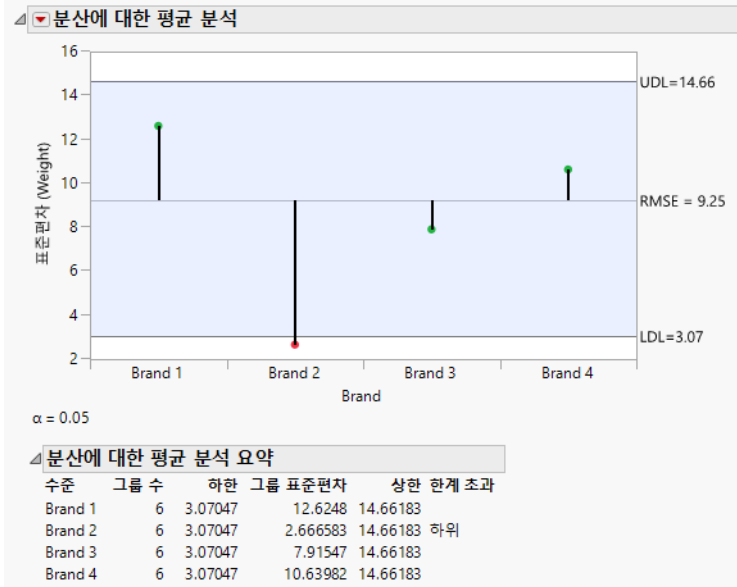 분산에 대한 평균 분석
16
14
12
10
8
6
4
2
표준편차 (Weight)
UDL=14.66
RMSE = 9.25
LDL=3.07
Brand 1 Brand 2 Brand 3 Brand 4
Brand
α = 0.05
분산에 대한 평균 분석 요약
수준 그룹 수 하한 그룹 표준편차 상한 한계 초과
Brand 1 6 3.07047 12.6248 14.66183
Brand 2 6 3.07047 2.666583 14.66183 하위
Brand 3 6 3.07047 7.91547 14.66183
Brand 4 6 3.07047 10.63982 14.66183